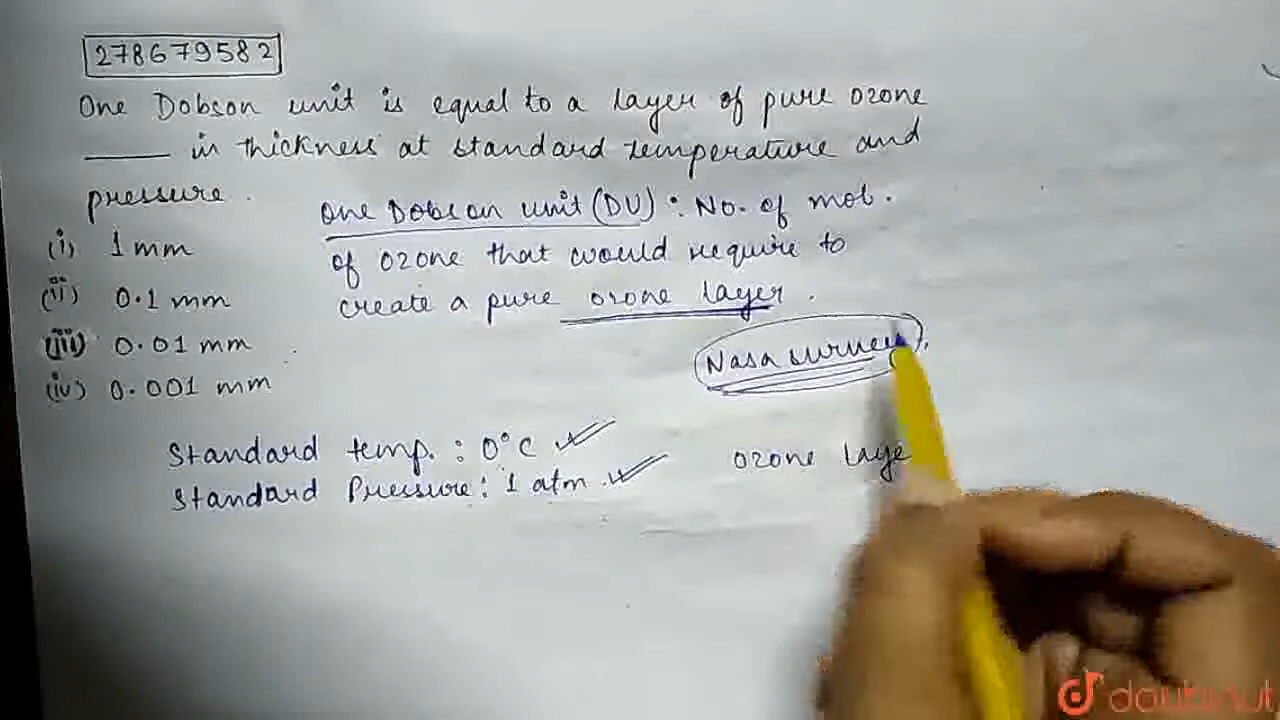 278679582
One Dobson unit is equal to a layer of pure ozone
______ in thickness at standard temperature and
pressure.
(i) 1 mm
(ii) 0.1 mm
(iii) 0.01 mm
(iv) 0.001 mm
One Dobson unit (DU) : No. of mol.
of ozone that would require to
create a pure ozone layer.
Nasa survey
Standard temp. : 0°C
Standard Pressure : 1 atm.
ozone laye
doubtnut